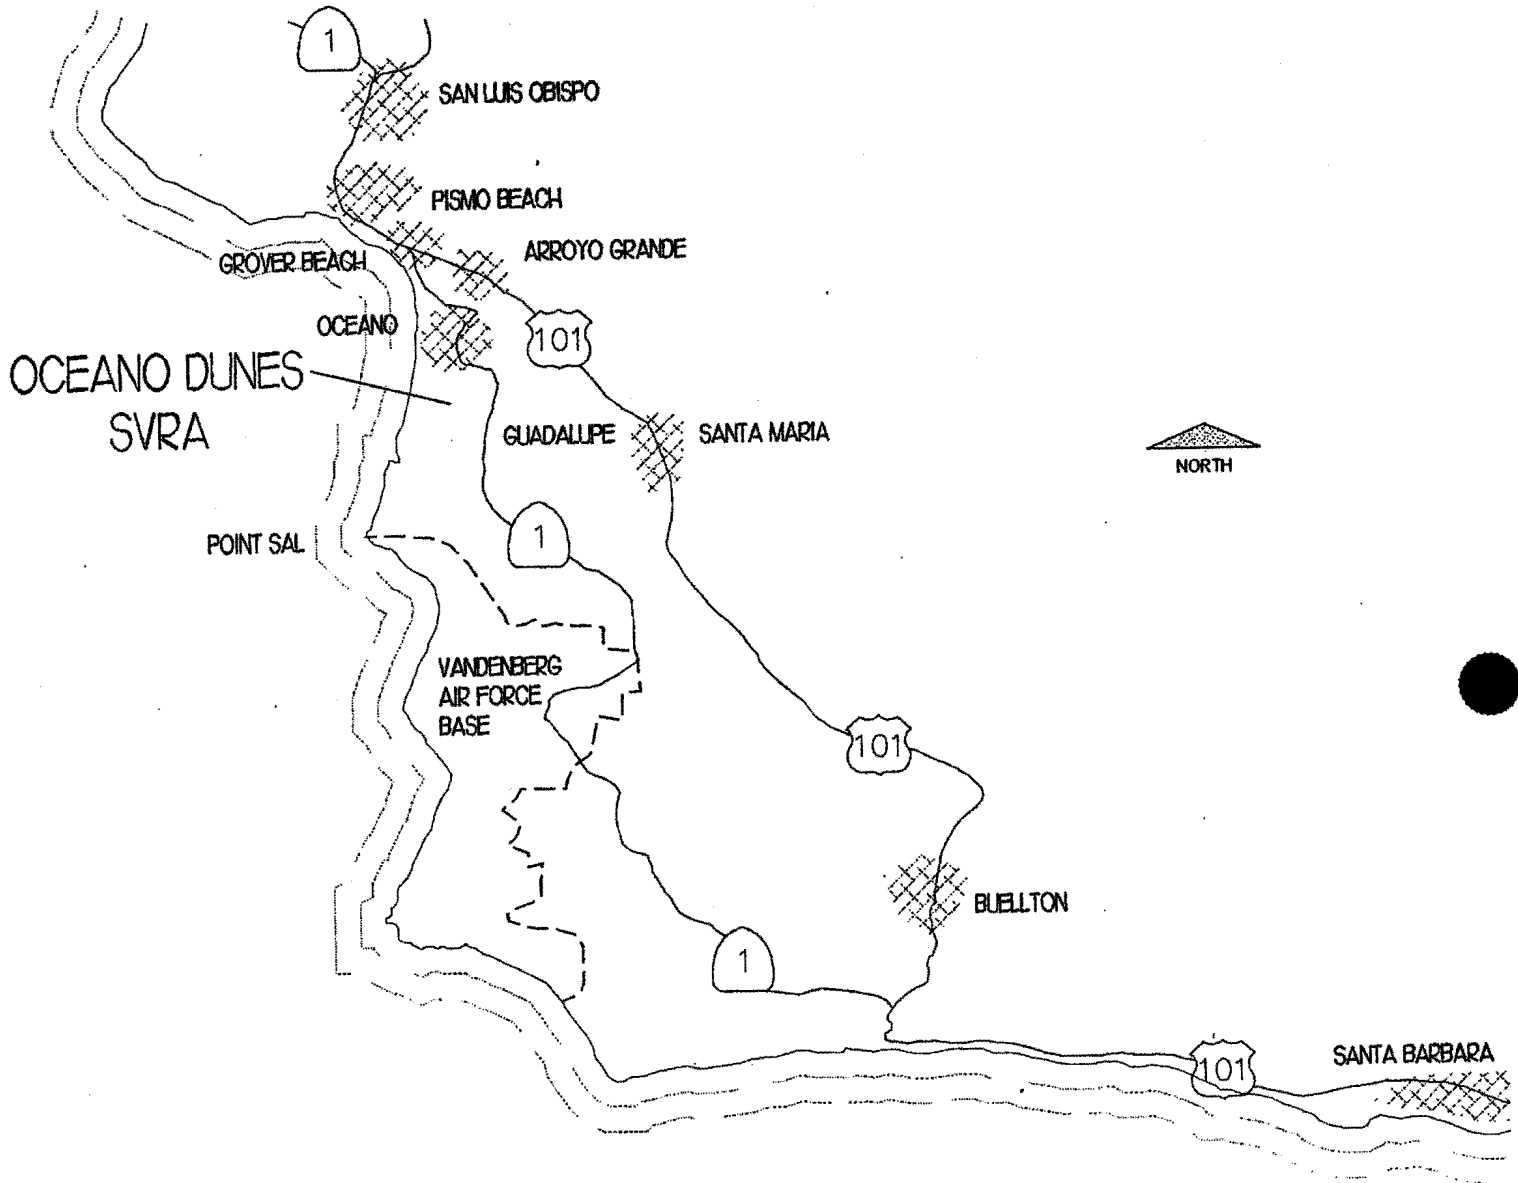 1
SAN LUIS OBISPO
PISMO BEACH
ARROYO GRANDE
GROVER BEACH
OCEANO
101
OCEANO DUNES
SVRA
GUADALUPE
SANTA MARIA
NORTH
POINT SAL
1
VANDENBERG
AIR FORCE
BASE
101
BUELLTON
1
SANTA BARBARA
101